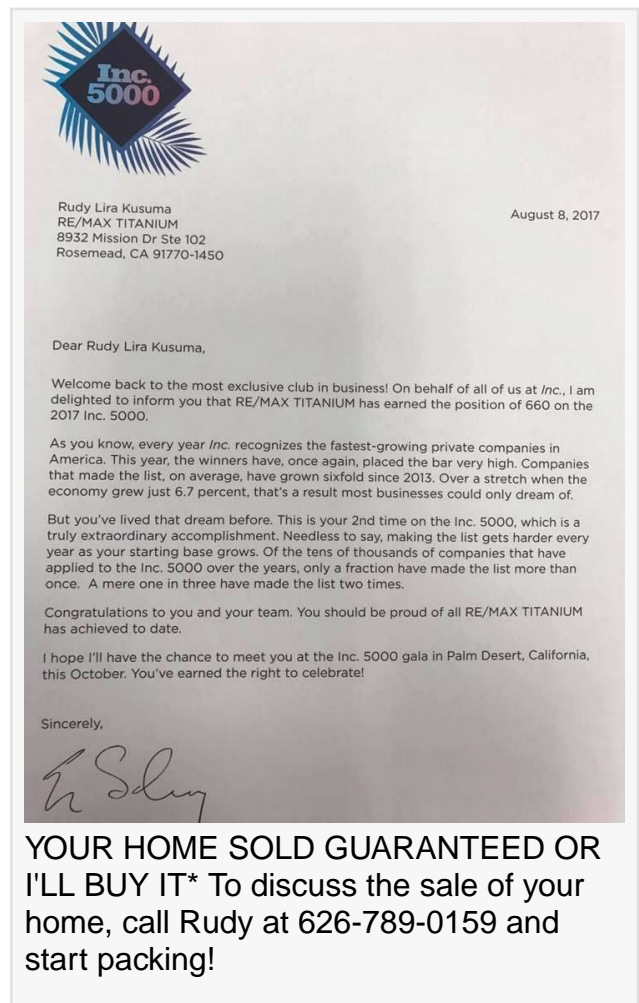 Inc.
5000
Rudy Lira Kusuma
RE/MAX TITANIUM
8932 Mission Dr Ste 102
Rosemead, CA 91770-1450
August 8, 2017
Dear Rudy Lira Kusuma,
Welcome back to the most exclusive club in business! On behalf of all of us at Inc., I am
delighted to inform you that RE/MAX TITANIUM has earned the position of 660 on the
2017 Inc. 5000.
As you know, every year Inc. recognizes the fastest-growing private companies in
America. This year, the winners have, once again, placed the bar very high. Companies
that made the list, on average, have grown sixfold since 2013. Over a stretch when the
economy grew just 6.7 percent, that's a result most businesses could only dream of.
But you've lived that dream before. This is your 2nd time on the Inc. 5000, which is a
truly extraordinary accomplishment. Needless to say, making the list gets harder every
year as your starting base grows. Of the tens of thousands of companies that have
applied to the Inc. 5000 over the years, only a fraction have made the list more than
once. A mere one in three have made the list two times.
Congratulations to you and your team. You should be proud of all RE/MAX TITANIUM
has achieved to date.
I hope I'll have the chance to meet you at the Inc. 5000 gala in Palm Desert, California,
this October. You've earned the right to celebrate!
Sincerely,
YOUR HOME SOLD GUARANTEED OR
I'LL BUY IT* To discuss the sale of your
home, call Rudy at 626-789-0159 and
start packing!